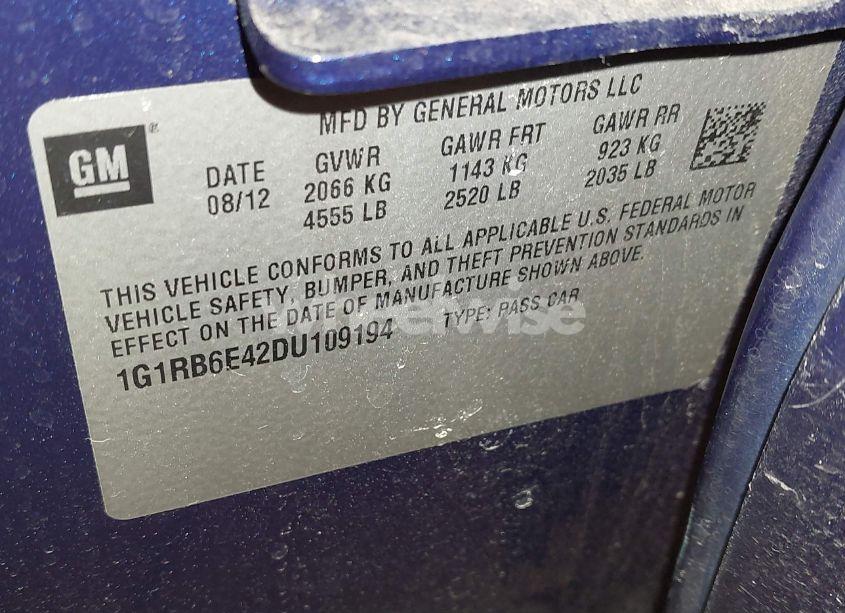 MFD BY GENERAL MOTORS LLC
GM
DATE GVWR GAWR FRT GAWR RR
08/12 2066 KG 1143 KG 923 KG
4555 LB 2520 LB 2035 LB
THIS VEHICLE CONFORMS TO ALL APPLICABLE U.S. FEDERAL MOTOR
VEHICLE SAFETY, BUMPER, AND THEFT PREVENTION STANDARDS IN
EFFECT ON THE DATE OF MANUFACTURE SHOWN ABOVE.
1G1RB6E42DU109194 TYPE: PASS CAR